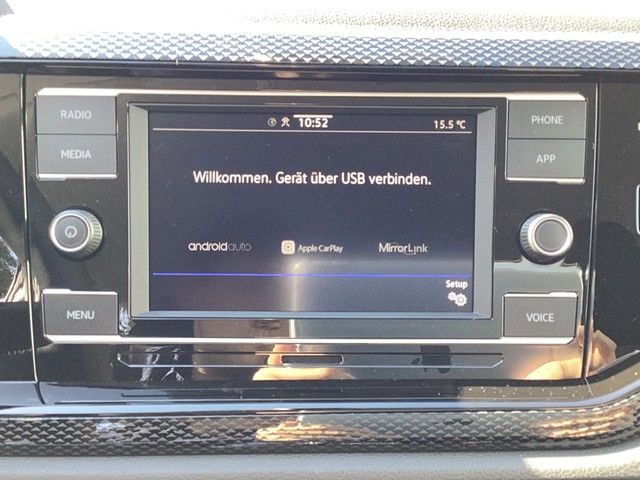 RADIO
MEDIA
MENU
10:52
15.5 °C
Willkommen. Gerät über USB verbinden.
androidauto
Apple CarPlay
MirrorLink
Setup
PHONE
APP
VOICE